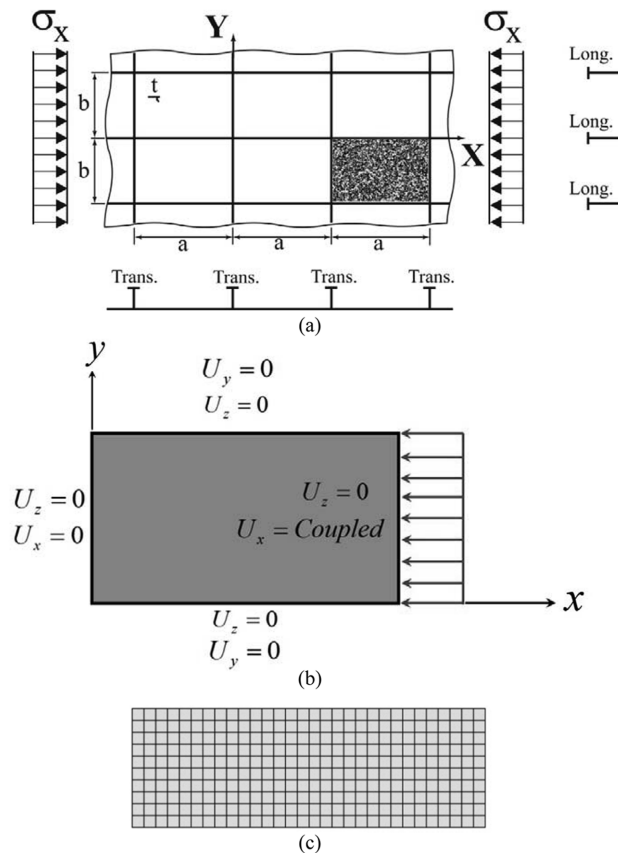 σx
Y
σx
Long.
t
b
Long.
X
b
Long.
a
a
a
Trans.
Trans.
Trans.
Trans.
(a)
y
Uy = 0
Uz = 0
Uz = 0
Ux = 0
Uz = 0
Ux = Coupled
x
Uz = 0
Uy = 0
(b)
(c)